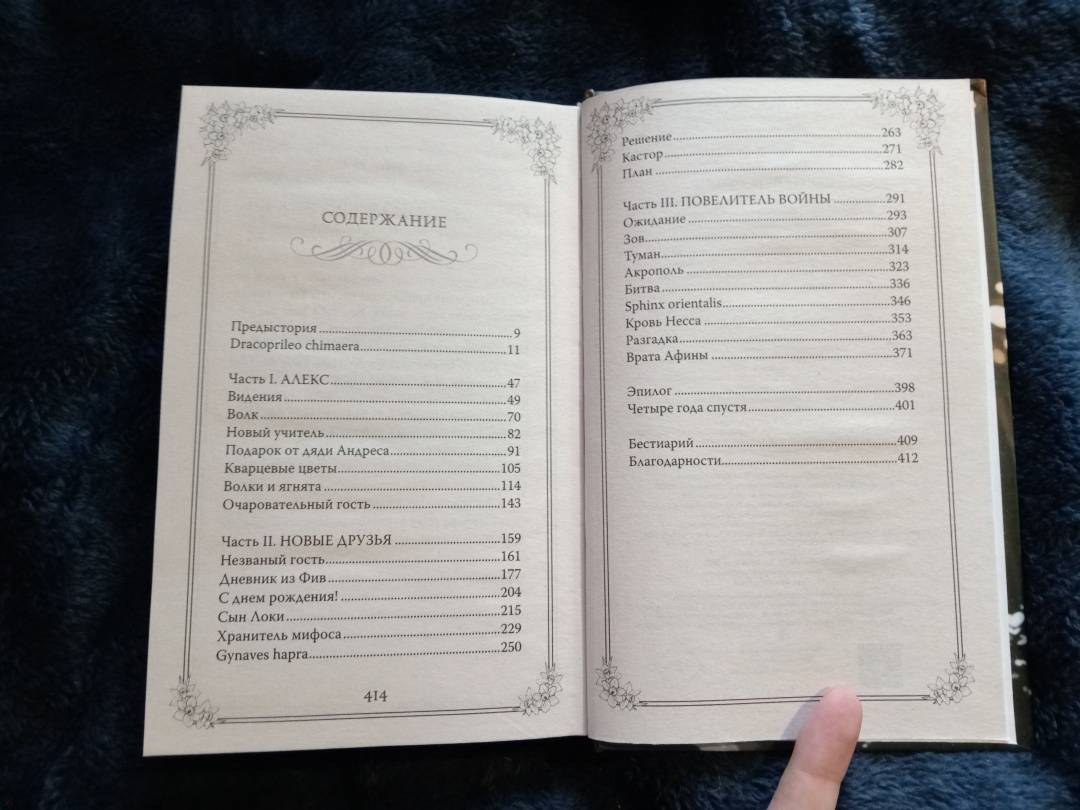 СОДЕРЖАНИЕ
Предыстория 9
Dracoprileo chimaera 11
Часть I. АЛЕКС 47
Видения 49
Волк 70
Новый учитель 82
Подарок от дяди Андреса 91
Кварцевые цветы 105
Волки и ягнята 114
Очаровательный гость 143
Часть II. НОВЫЕ ДРУЗЬЯ 159
Незваный гость 161
Дневник из Фив 177
С днем рождения! 204
Сын Локи 215
Хранитель мифоса 229
Gynaves hapra 250
414
Решение 263
Кастор 271
План 282
Часть III. ПОВЕЛИТЕЛЬ ВОЙНЫ 291
Ожидание 293
Зов 307
Туман 314
Акрополь 323
Битва 336
Sphinx orientalis 346
Кровь Несса 353
Разгадка 363
Врата Афины 371
Эпилог 398
Четыре года спустя 401
Бестиарий 409
Благодарности 412